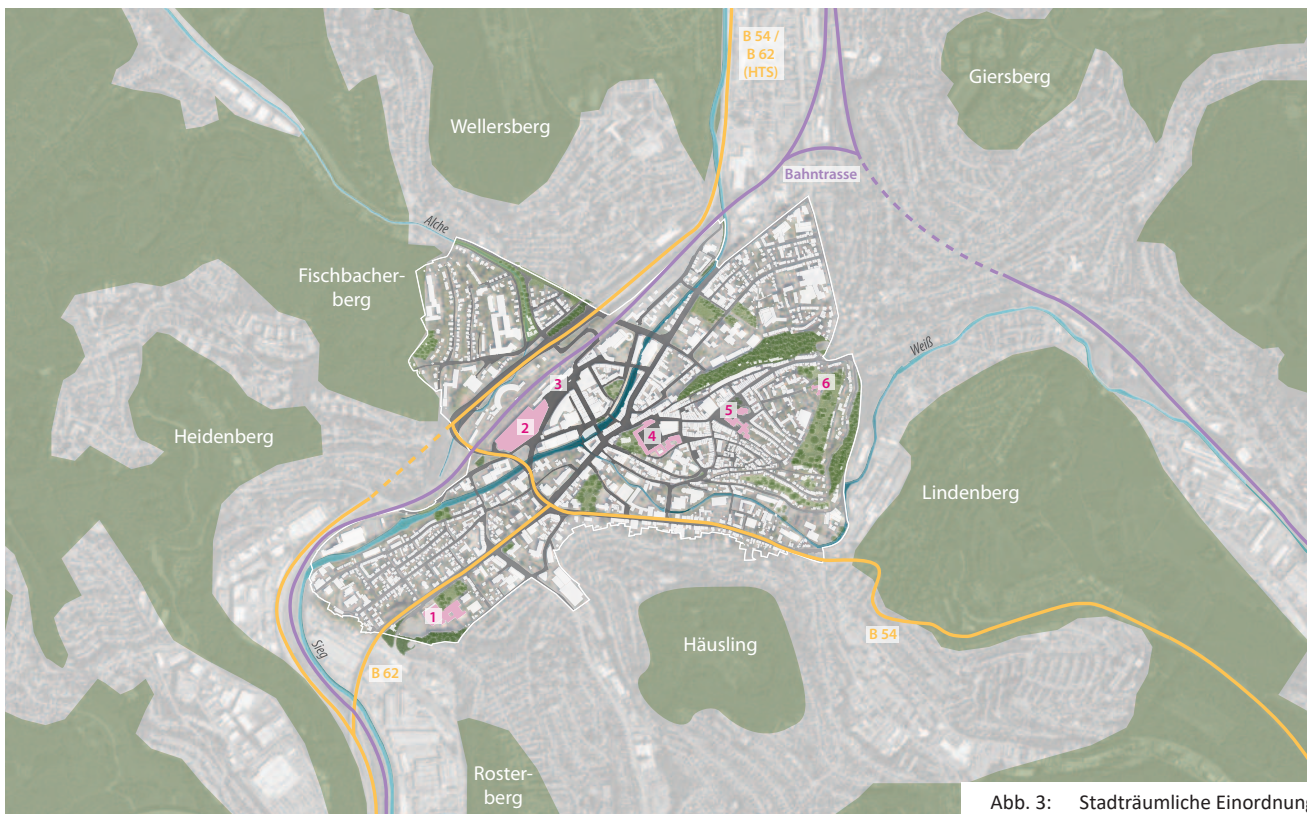 B 54 /
B 62
(HTS)
Giersberg
Wellersberg
Bahntrasse
Alche
Fischbacher-
berg
Weiß
3
6
5
2
4
Heidenberg
Lindenberg
1
Häusling
B 54
Sieg
B 62
Roster-
berg
Abb. 3: Stadträumliche Einordnung